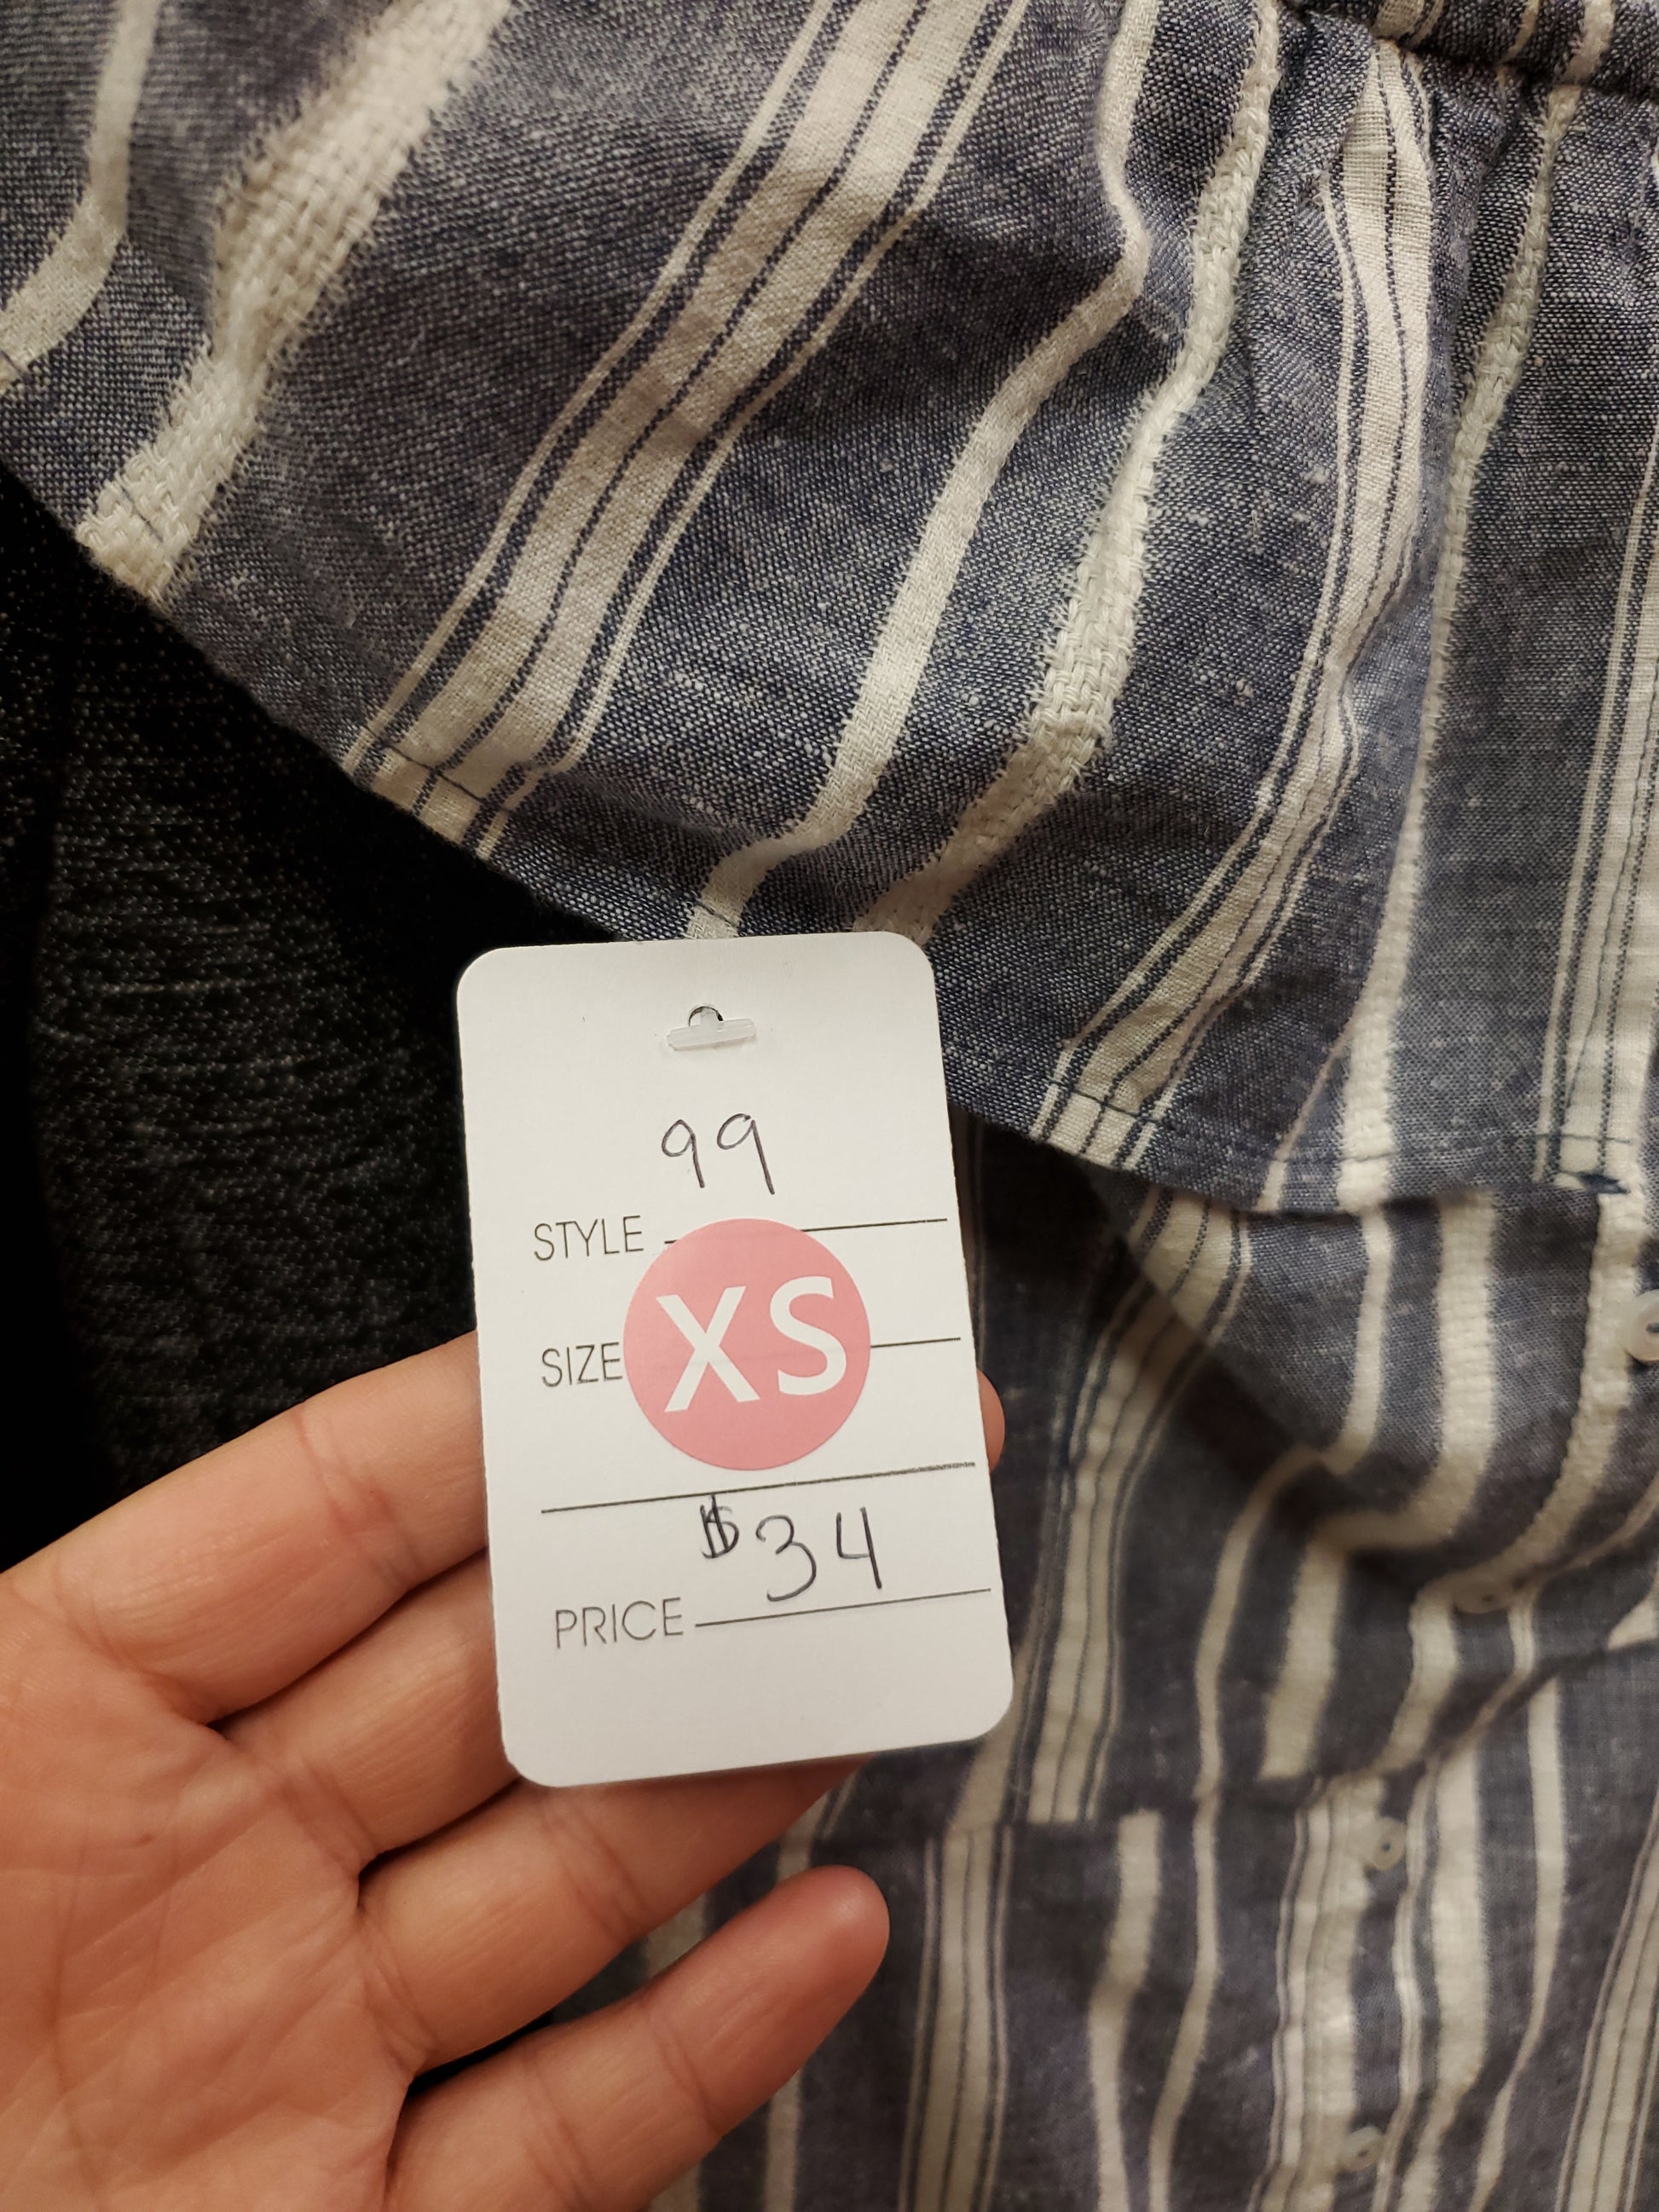 99
STYLE
SIZE XS
$34
PRICE